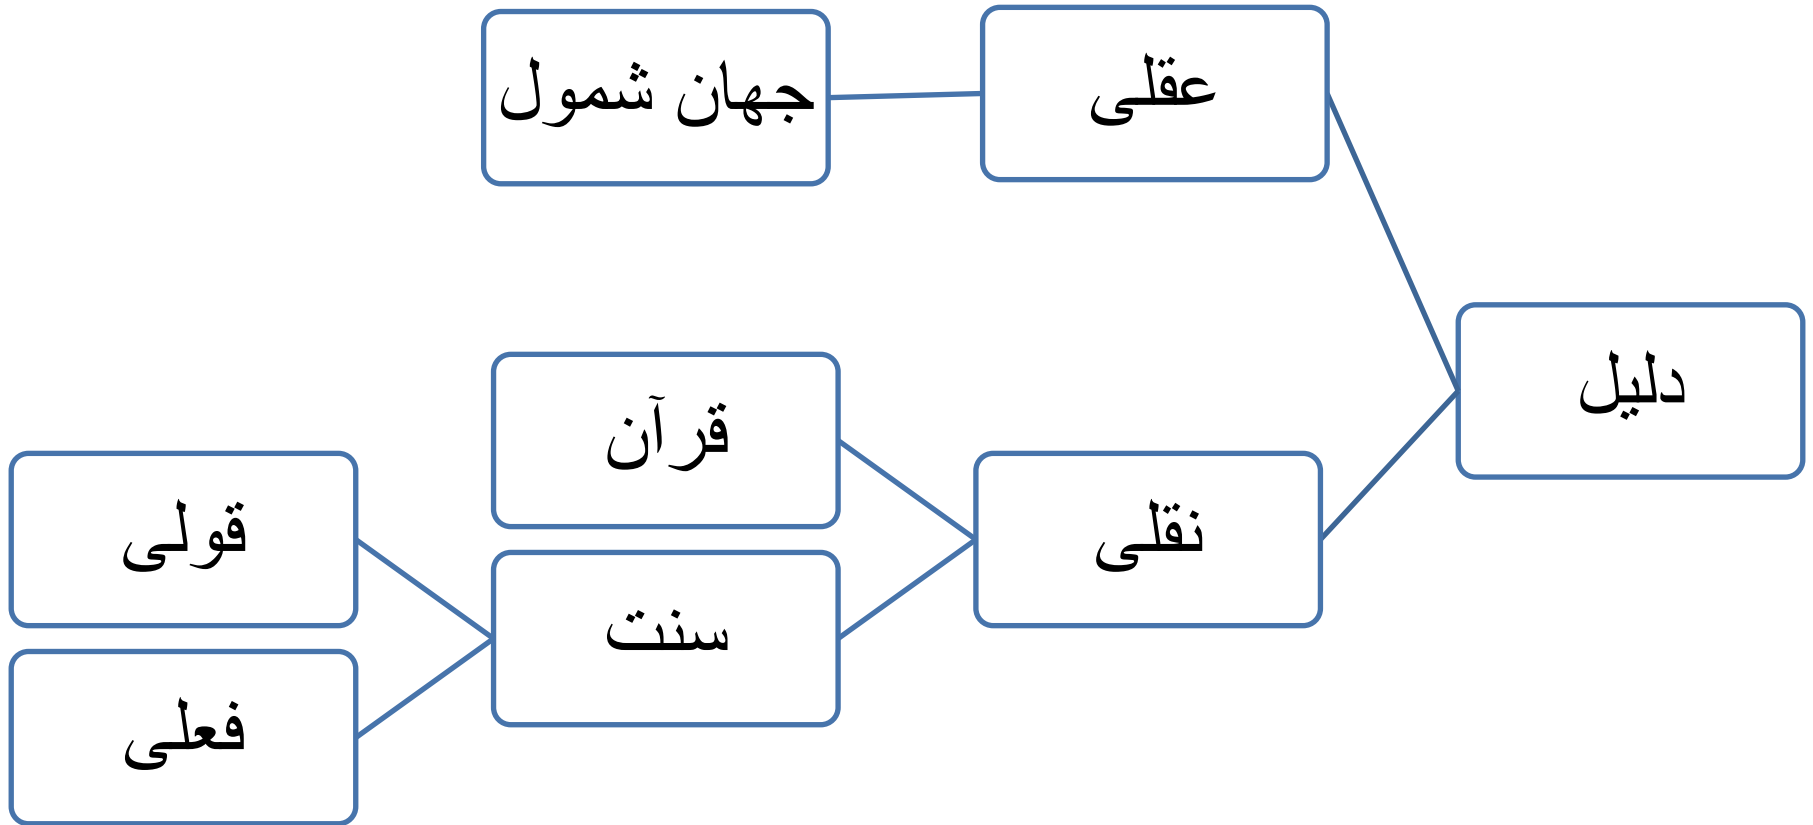 دلیل
عقلی
جهان شمول
نقلی
قرآن
سنت
قولی
فعلی